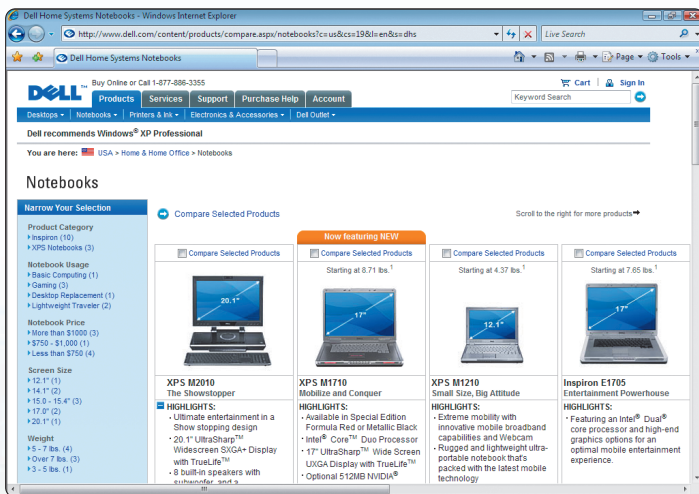 Dell Home Systems Notebooks - Windows Internet Explorer
http://www.dell.com/content/products/compare.aspx/notebooks?c=us&cs=19&l=en&s=dhs
Live Search
Dell Home Systems Notebooks
Page
Tools
DELL™
Buy Online or Call 1-877-886-3355
Cart | Sign In
Products Services Support Purchase Help Account
Keyword Search
Desktops | Notebooks | Printers & Ink | Electronics & Accessories | Dell Outlet
Dell recommends Windows® XP Professional
You are here: USA > Home & Home Office > Notebooks
Notebooks
Narrow Your Selection
Product Category
Inspiron (10)
XPS Notebooks (3)
Notebook Usage
Basic Computing (1)
Gaming (3)
Desktop Replacement (1)
Lightweight Traveler (2)
Notebook Price
More than $1000 (3)
$750 - $1,000 (1)
Less than $750 (4)
Screen Size
12.1" (1)
14.1" (2)
15.0 - 15.4" (3)
17.0" (2)
20.1" (1)
Weight
5 - 7 lbs. (4)
Over 7 lbs. (3)
3 - 5 lbs. (1)
Compare Selected Products
Scroll to the right for more products
Now featuring NEW
Compare Selected Products
20.1"
XPS M2010
The Showstopper
HIGHLIGHTS:
· Ultimate entertainment in a
Show stopping design
· 20.1" UltraSharp™
Widescreen SXGA+ Display
with TrueLife™
· 8 built-in speakers with
subwoofer, and a
Compare Selected Products
Starting at 8.71 lbs.1
17"
XPS M1710
Mobilize and Conquer
HIGHLIGHTS:
· Available in Special Edition
Formula Red or Metallic Black
· Intel® Core™ Duo Processor
· 17" UltraSharp™ Wide Screen
UXGA Display with TrueLife™
· Optional 512MB NVIDIA®
Compare Selected Products
Starting at 4.37 lbs.1
12.1"
XPS M1210
Small Size, Big Attitude
HIGHLIGHTS:
· Extreme mobility with
innovative mobile broadband
capabilities and Webcam
· Rugged and lightweight ultra-
portable notebook that's
packed with the latest mobile
technology
Compare Selected Products
Starting at 7.65 lbs.1
17"
Inspiron E1705
Entertainment Powerhouse
HIGHLIGHTS:
· Featuring an Intel® Dual®
core processor and high-end
graphics options for an
optimal mobile entertainment
experience.